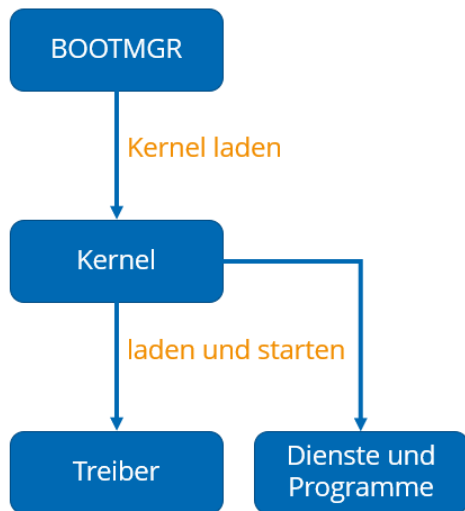 BOOTMGR
Kernel laden
Kernel
laden und starten
Treiber
Dienste und
Programme